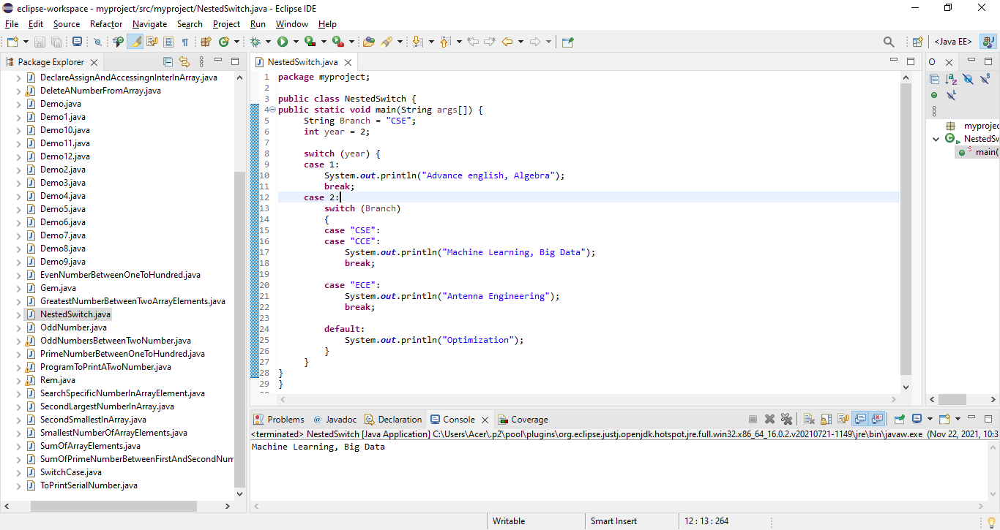 eclipse-workspace - myproject/src/myproject/NestedSwitch.java - Eclipse IDE
File Edit Source Refactor Navigate Search Project Run Window Help
<Java EE>
Package Explorer
DeclareAssignAndAccessingnInterInArray.java
DeleteANumberFromArray.java
Demo.java
Demo1.java
Demo10.java
Demo11.java
Demo12.java
Demo2.java
Demo3.java
Demo4.java
Demo5.java
Demo6.java
Demo7.java
Demo8.java
Demo9.java
EvenNumberBetweenOneToHundred.java
Gem.java
GreatestNumberBetweenTwoArrayElements.java
NestedSwitch.java
OddNumber.java
OddNumbersBetweenTwoNumber.java
PrimeNumberBetweenOneToHundred.java
ProgramToPrintATwoNumber.java
Rem.java
SearchSpecificNumberInArrayElement.java
SecondLargestNumberInArray.java
SecondSmallestInArray.java
SmallestNumberOfArrayElements.java
SumOfArrayElements.java
SumOfPrimeNumberBetweenFirstAndSecondNum
SwitchCase.java
ToPrintSerialNumber.java
NestedSwitch.java
1 package myproject;
2
3 public class NestedSwitch {
4 public static void main(String args[]) {
5 String Branch = "CSE";
6 int year = 2;
7
8 switch (year) {
9 case 1:
10 System.out.println("Advance english, Algebra");
11 break;
12 case 2:
13 switch (Branch)
14 {
15 case "CSE":
16 case "CCE":
17 System.out.println("Machine Learning, Big Data");
18 break;
19
20 case "ECE":
21 System.out.println("Antenna Engineering");
22 break;
23
24 default:
25 System.out.println("Optimization");
26 }
27 }
28 }
29 }
O
myprojec
NestedSw
main(
Problems @ Javadoc Declaration Console Coverage
<terminated> NestedSwitch [Java Application] C:\Users\Acer\.p2\pool\plugins\org.eclipse.justj.openjdk.hotspot.jre.full.win32.x86_64_16.0.2.v20210721-1149\jre\bin\javaw.exe (Nov 22, 2021, 10:3
Machine Learning, Big Data
Writable Smart Insert 12 : 13 : 264